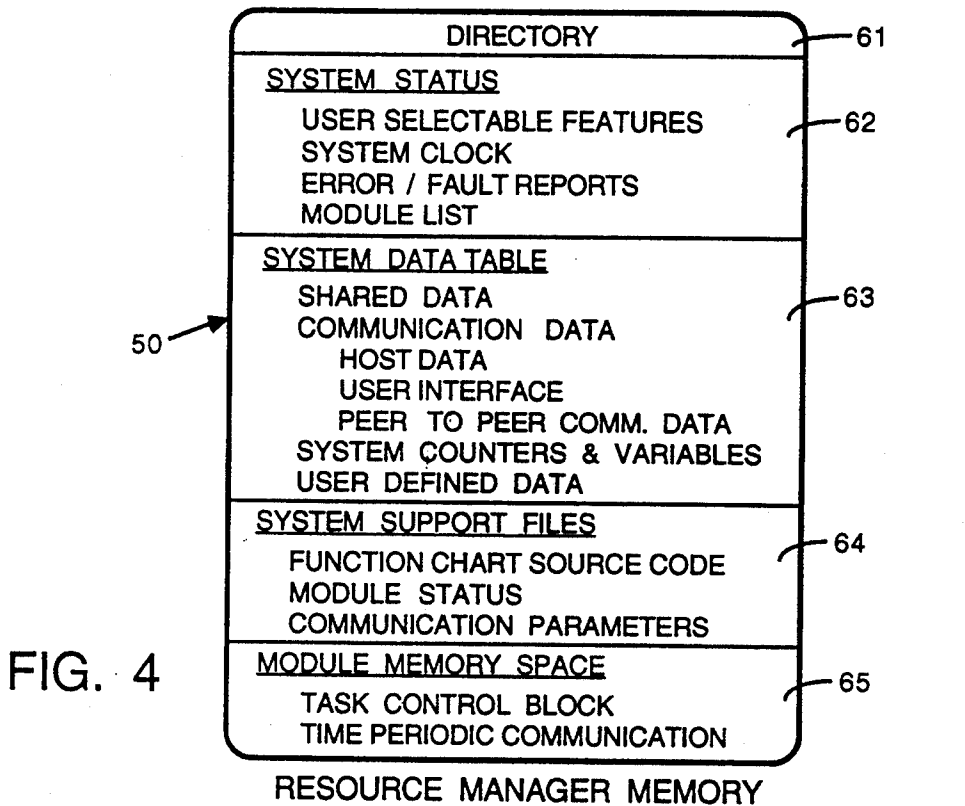 DIRECTORY 61
SYSTEM STATUS
USER SELECTABLE FEATURES 62
SYSTEM CLOCK
ERROR / FAULT REPORTS
MODULE LIST
SYSTEM DATA TABLE
SHARED DATA 63
COMMUNICATION DATA
50
HOST DATA
USER INTERFACE
PEER TO PEER COMM. DATA
SYSTEM COUNTERS & VARIABLES
USER DEFINED DATA
SYSTEM SUPPORT FILES
64
FUNCTION CHART SOURCE CODE
MODULE STATUS
COMMUNICATION PARAMETERS
FIG. 4
MODULE MEMORY SPACE
65
TASK CONTROL BLOCK
TIME PERIODIC COMMUNICATION
RESOURCE MANAGER MEMORY